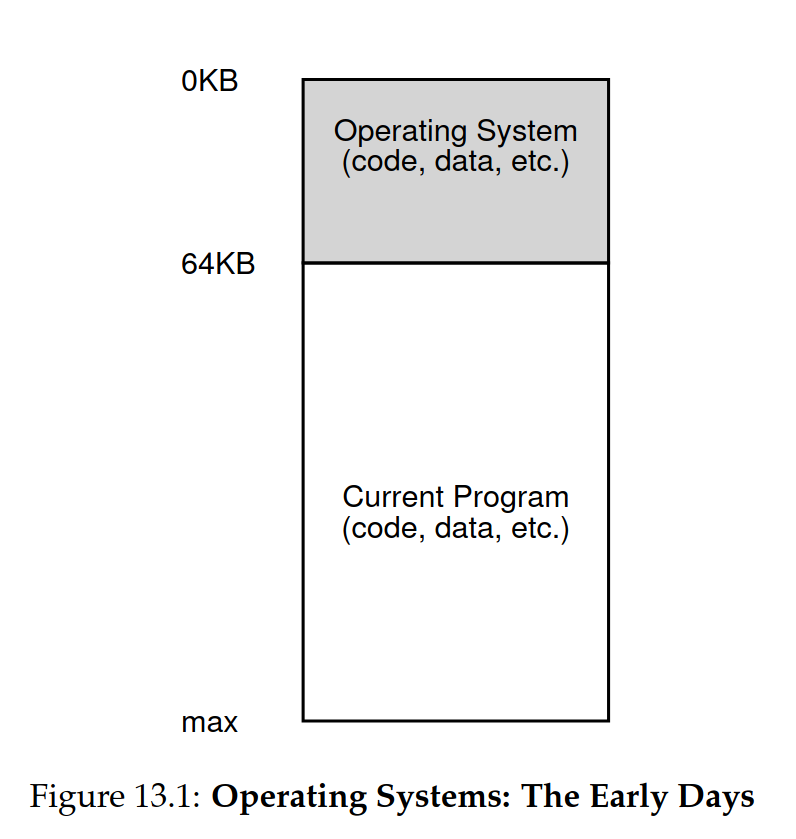 0KB
Operating System
(code, data, etc.)
64KB
Current Program
(code, data, etc.)
max
Figure 13.1: Operating Systems: The Early Days